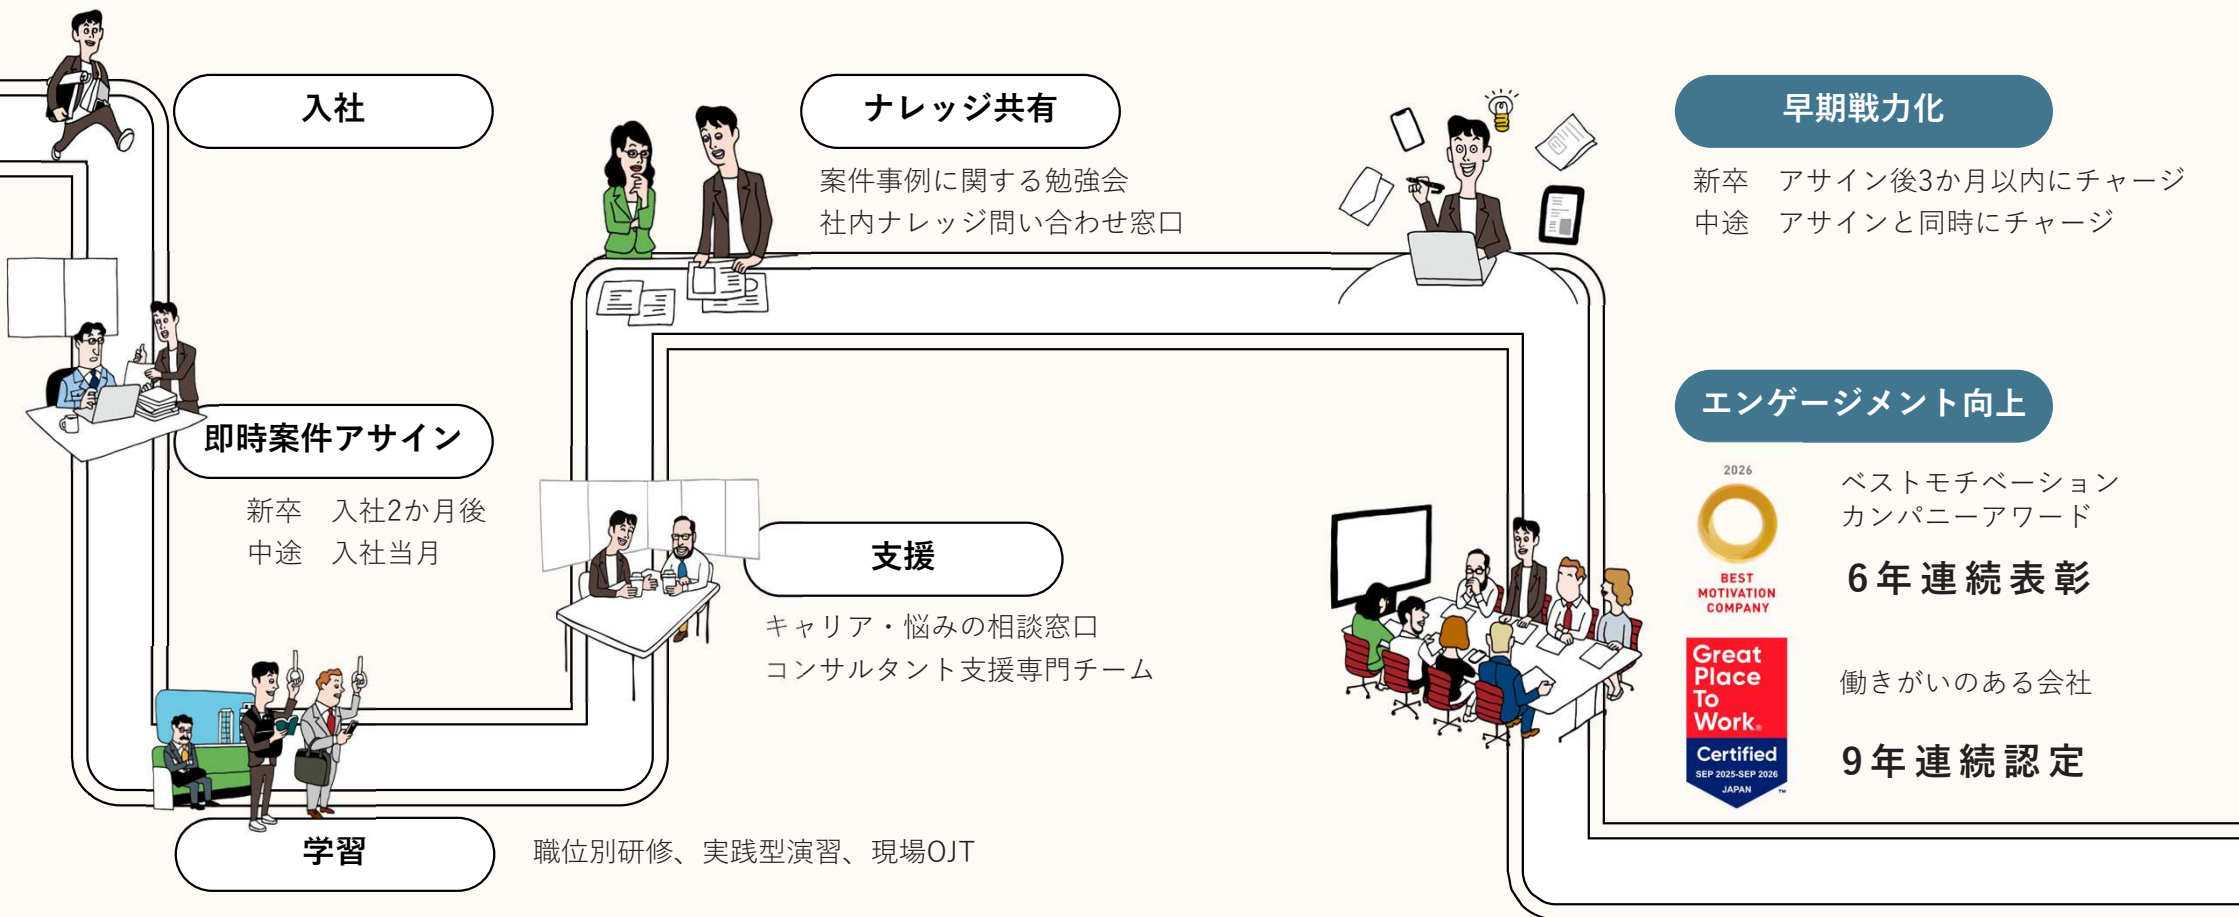 入社
即時案件アサイン
新卒　入社2か月後
中途　入社当月
学習
職位別研修、実践型演習、現場OJT
支援
キャリア・悩みの相談窓口
コンサルタント支援専門チーム
ナレッジ共有
案件事例に関する勉強会
社内ナレッジ問い合わせ窓口
早期戦力化
新卒　アサイン後3か月以内にチャージ
中途　アサインと同時にチャージ
エンゲージメント向上
2026
BEST
MOTIVATION
COMPANY
ベストモチベーション
カンパニーアワード
6年連続表彰
Great
Place
To
Work®
Certified
SEP 2025-SEP 2026
JAPAN
™
働きがいのある会社
9年連続認定